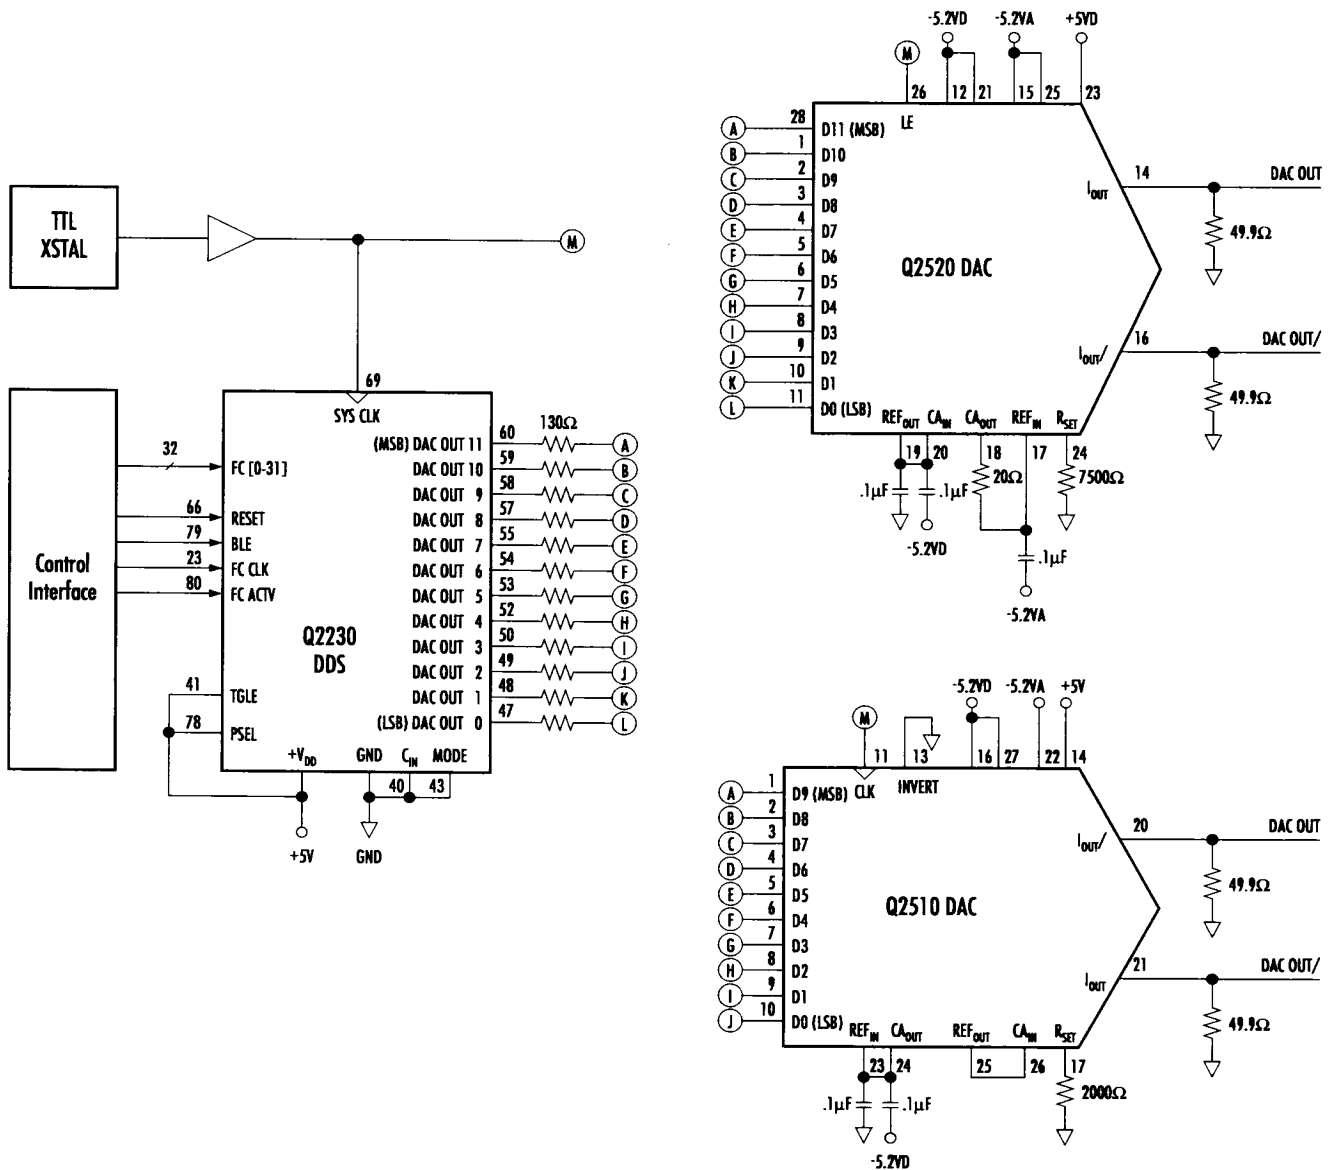 TTL
XSTAL
M
69
SYS CLK
Control
Interface
32
FC [0-31]
66
RESET
79
BLE
23
FC CLK
80
FC ACTV
Q2230
DDS
41
TGLE
78
PSEL
+VDD
GND
CIN
MODE
40
43
+5V
GND
130Ω
(MSB) DAC OUT 11 60 A
DAC OUT 10 59 B
DAC OUT 9 58 C
DAC OUT 8 57 D
DAC OUT 7 55 E
DAC OUT 6 54 F
DAC OUT 5 53 G
DAC OUT 4 52 H
DAC OUT 3 50 I
DAC OUT 2 49 J
DAC OUT 1 48 K
(LSB) DAC OUT 0 47 L
-5.2VD
-5.2VA
+5VD
M
26
12
21
15
25
23
LE
A 28 D11 (MSB)
B 1 D10
C 2 D9
D 3 D8
E 4 D7
F 5 D6
G 6 D5
H 7 D4
I 8 D3
J 9 D2
K 10 D1
L 11 D0 (LSB)
Q2520 DAC
IOUT
14
DAC OUT
49.9Ω
IOUT/
16
DAC OUT/
49.9Ω
REFOUT
CAIN
CAOUT
REFIN
RSET
19
20
18
17
24
.1µF
.1µF
20Ω
7500Ω
-5.2VD
.1µF
-5.2VA
-5.2VD
-5.2VA
+5V
M
11
13
16
27
22
14
CLK
INVERT
A 1 D9 (MSB)
B 2 D8
C 3 D7
D 4 D6
E 5 D5
F 6 D4
G 7 D3
H 8 D2
I 9 D1
J 10 D0 (LSB)
Q2510 DAC
IOUT/
20
DAC OUT
49.9Ω
IOUT
21
DAC OUT/
49.9Ω
REFIN
CAOUT
REFOUT
CAIN
RSET
23
24
25
26
17
.1µF
.1µF
2000Ω
-5.2VD